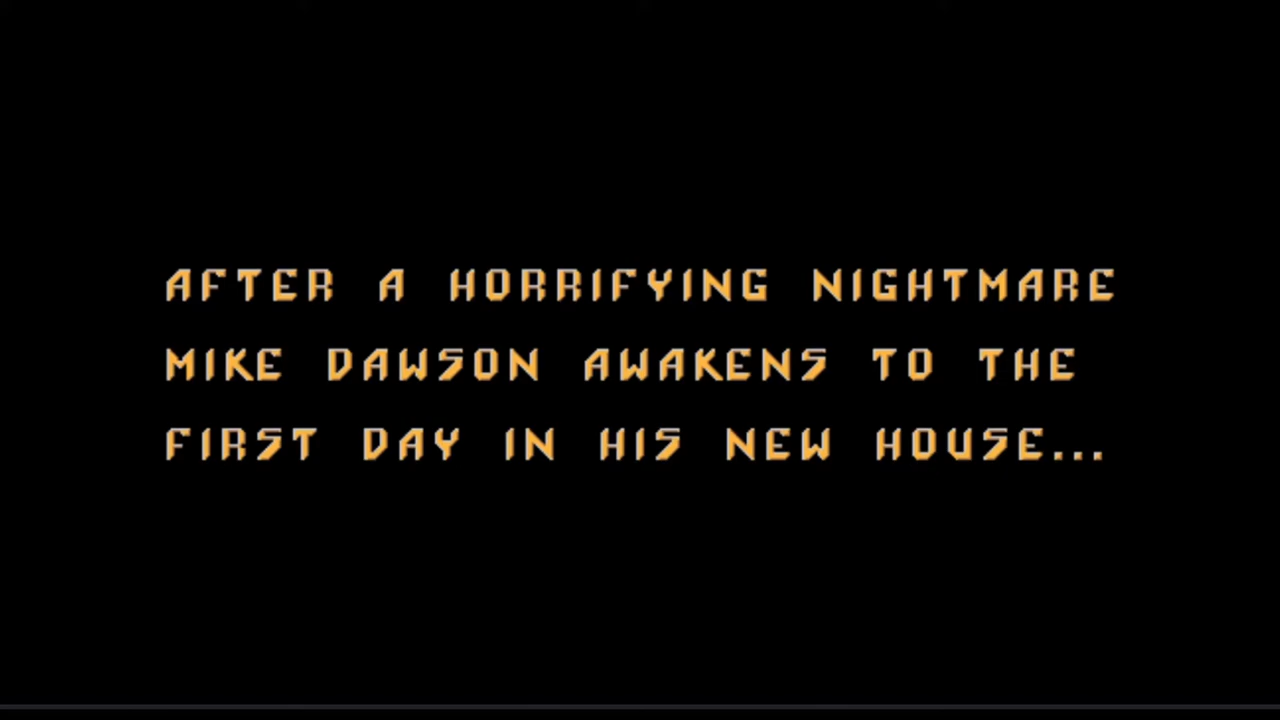 AFTER A HORRIFYING NIGHTMARE
MIKE DAWSON AWAKENS TO THE
FIRST DAY IN HIS NEW HOUSE...